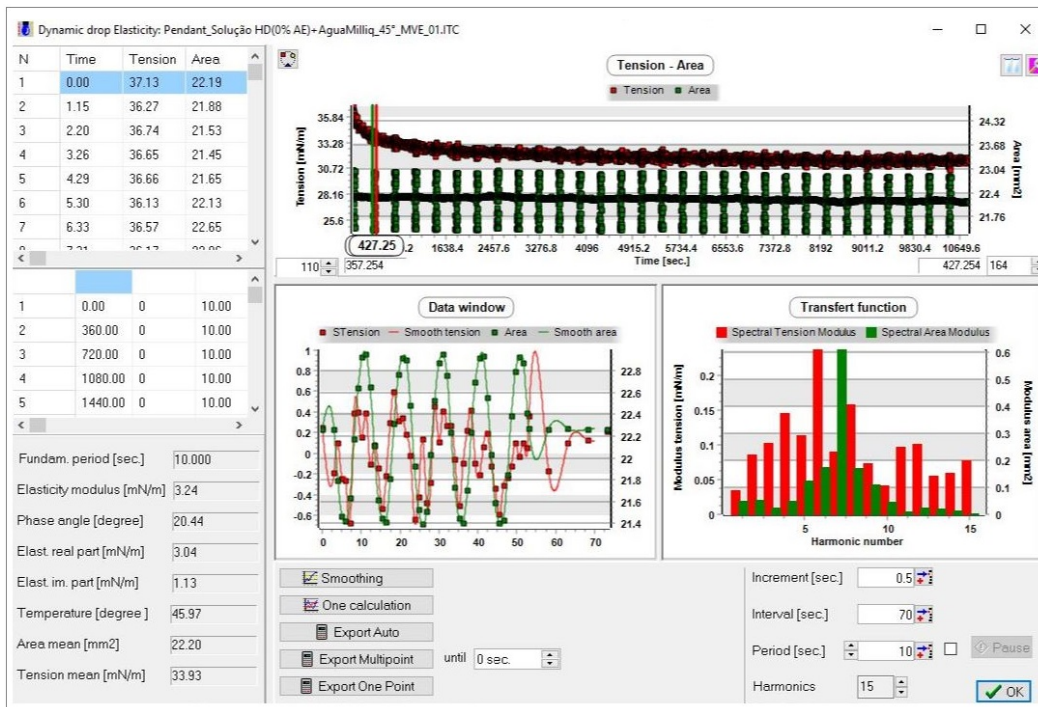 Dynamic drop Elasticity: Pendant_Solução HD(0% AE)+AguaMilliq_45°_MVE_01.ITC
N Time Tension Area
1 0.00 37.13 22.19
2 1.15 36.27 21.88
3 2.20 36.74 21.53
4 3.26 36.65 21.45
5 4.29 36.66 21.65
6 5.30 36.13 22.13
7 6.33 36.57 22.65
1 0.00 0 10.00
2 360.00 0 10.00
3 720.00 0 10.00
4 1080.00 0 10.00
5 1440.00 0 10.00
Fundam. period [sec.] 10.000
Elasticity modulus [mN/m] 3.24
Phase angle [degree] 20.44
Elast. real part [mN/m] 3.04
Elast. im. part [mN/m] 1.13
Temperature [degree ] 45.97
Area mean [mm2] 22.20
Tension mean [mN/m] 33.93
Tension - Area
Tension Area
Tension [mN/m]
35.84
33.28
30.72
28.16
25.6
24.32
23.68
23.04
22.4
21.76
Area [mm2]
427.25 1638.4 2457.6 3276.8 4096 4915.2 5734.4 6553.6 7372.8 8192 9011.2 9830.4 10649.6
Time [sec.]
110 357.254 427.254 164
Data window
STension Smooth tension Area Smooth area
1
0.8
0.6
0.4
0.2
0
-0.2
-0.4
-0.6
22.8
22.6
22.4
22.2
22
21.8
21.6
21.4
0 10 20 30 40 50 60 70
Transfert function
Spectral Tension Modulus Spectral Area Modulus
Modulus tension [mN/m]
0.2
0.15
0.1
0.05
0
0.6
0.5
0.4
0.3
0.2
0.1
0
Modulus area [mm2]
5 10 15
Harmonic number
Smoothing
One calculation
Export Auto
Export Multipoint until 0 sec.
Export One Point
Increment [sec.] 0.5
Interval [sec.] 70
Period [sec.] 10 Pause
Harmonics 15 OK